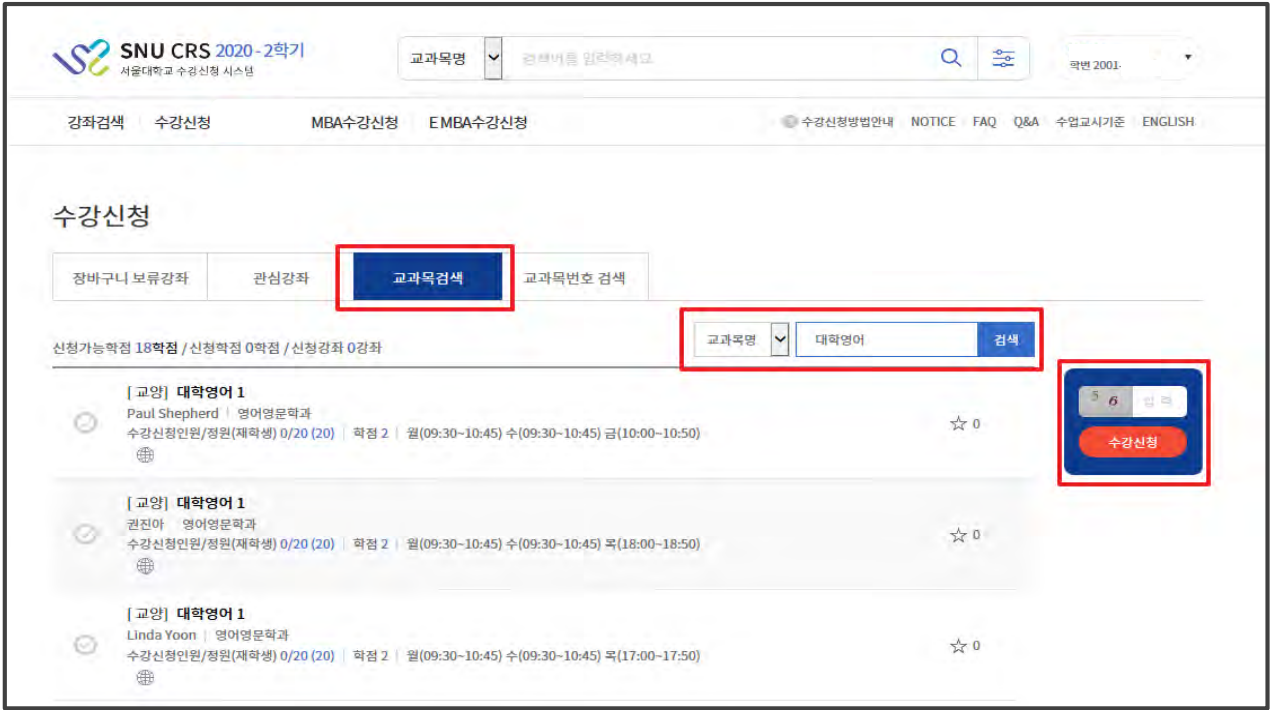 SNU CRS 2020-2학기
서울대학교 수강신청 시스템
교과목명
검색어를 입력하세요
학번 2001-
강좌검색 수강신청 MBA수강신청 EMBA수강신청
수강신청방법안내 NOTICE FAQ Q&A 수업교시기준 ENGLISH
수강신청
장바구니 보류강좌 관심강좌 교과목검색 교과목번호 검색
신청가능학점 18학점 / 신청학점 0학점 / 신청강좌 0강좌
교과목명 대학영어 검색
[교양] 대학영어 1
Paul Shepherd | 영어영문학과
수강신청인원/정원(재학생) 0/20 (20) | 학점 2 | 월(09:30~10:45) 수(09:30~10:45) 금(10:00~10:50)
☆ 0
5 6 입력
수강신청
[교양] 대학영어 1
권진아 영어영문학과
수강신청인원/정원(재학생) 0/20 (20) | 학점 2 | 월(09:30~10:45) 수(09:30~10:45) 목(18:00~18:50)
☆ 0
[교양] 대학영어 1
Linda Yoon | 영어영문학과
수강신청인원/정원(재학생) 0/20 (20) | 학점 2 | 월(09:30~10:45) 수(09:30~10:45) 목(17:00~17:50)
☆ 0